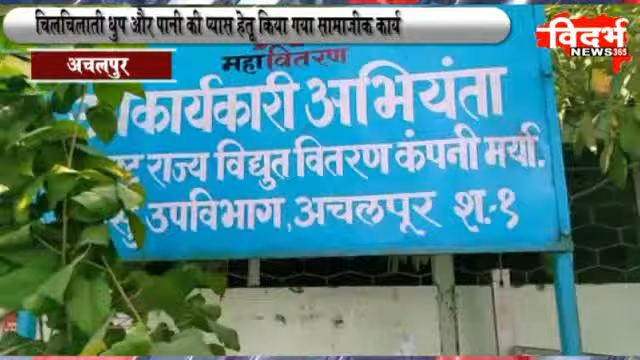 चिलचिलाती धुप और पानी की प्यास हेतू किया गया सामाजीक कार्य
विदर्भ
NEWS365
अचलपुर
महावितरण
कार्यकारी अभियंता
राज्य विद्युत वितरण कंपनी मर्या.
उपविभाग, अचलपूर श.-१